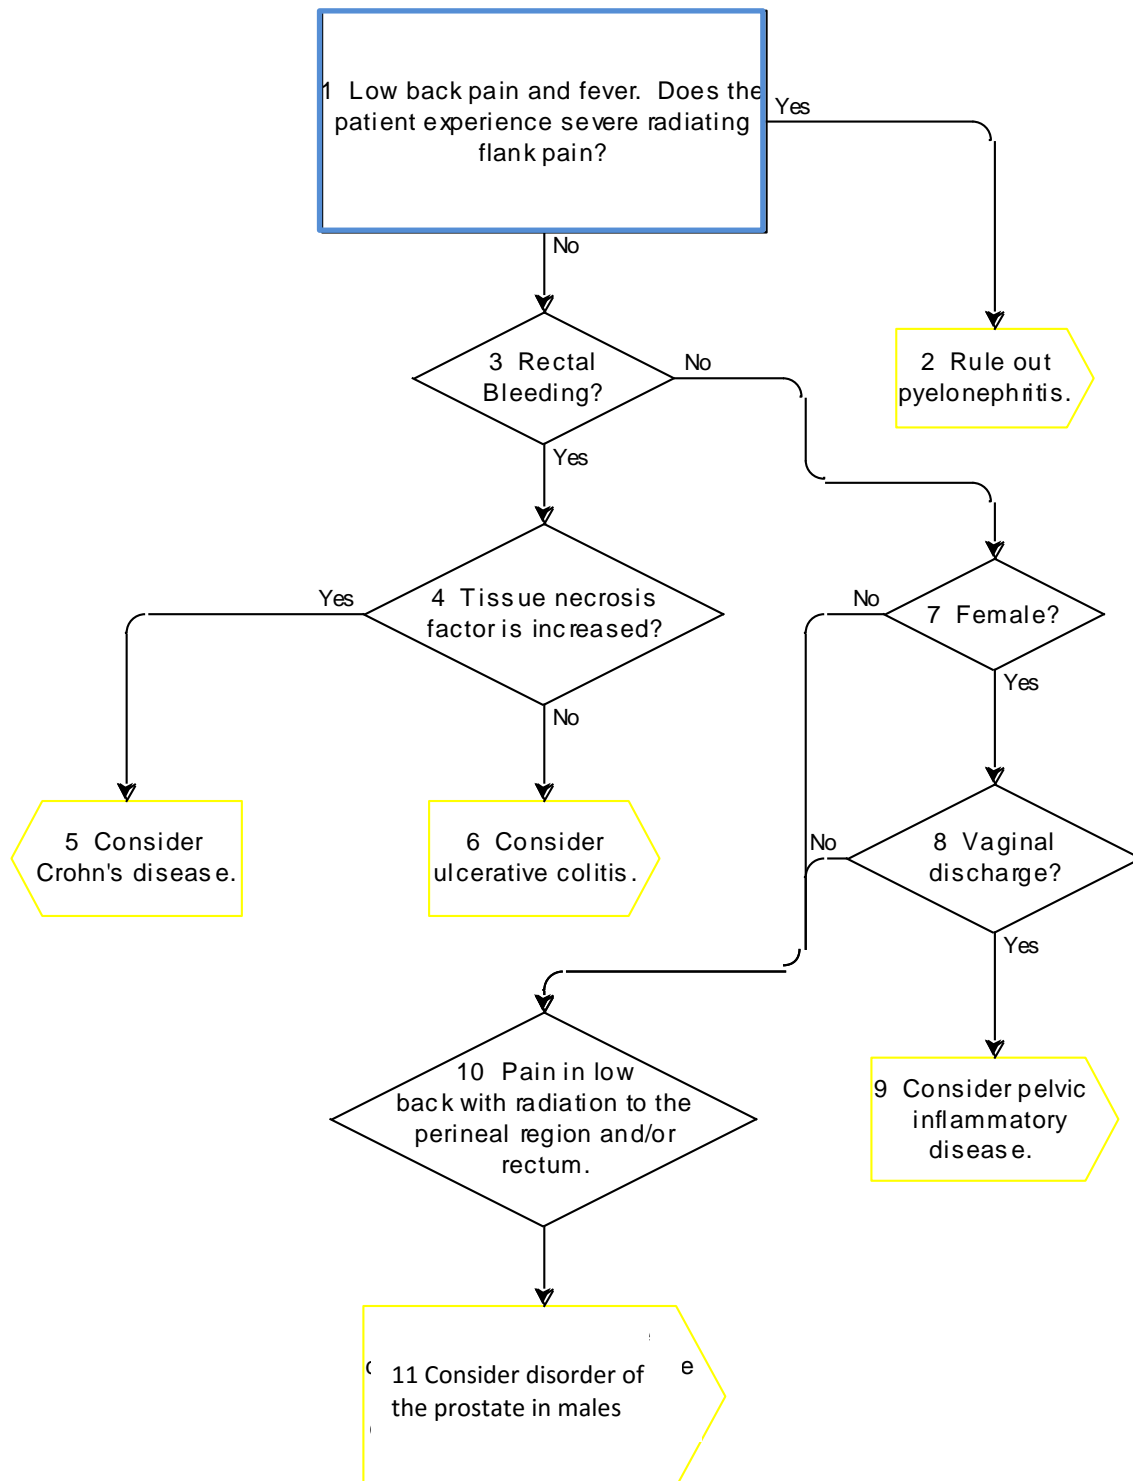 1 Low back pain and fever. Does the
patient experience severe radiating
flank pain?
Yes
No
3 Rectal
Bleeding?
No
2 Rule out
pyelonephritis.
Yes
4 Tissue necrosis
factor is increased?
Yes
No
7 Female?
No
Yes
5 Consider
Crohn's disease.
6 Consider
ulcerative colitis.
No
8 Vaginal
discharge?
Yes
10 Pain in low
back with radiation to the
perineal region and/or
rectum.
9 Consider pelvic
inflammatory
disease.
11 Consider disorder of
the prostate in males